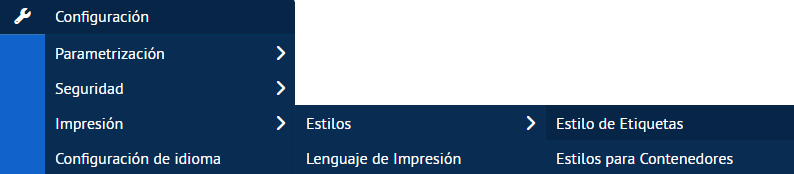 Configuración
Parametrización
Seguridad
Impresión
Estilos
Estilo de Etiquetas
Configuración de idioma
Lenguaje de Impresión
Estilos para Contenedores